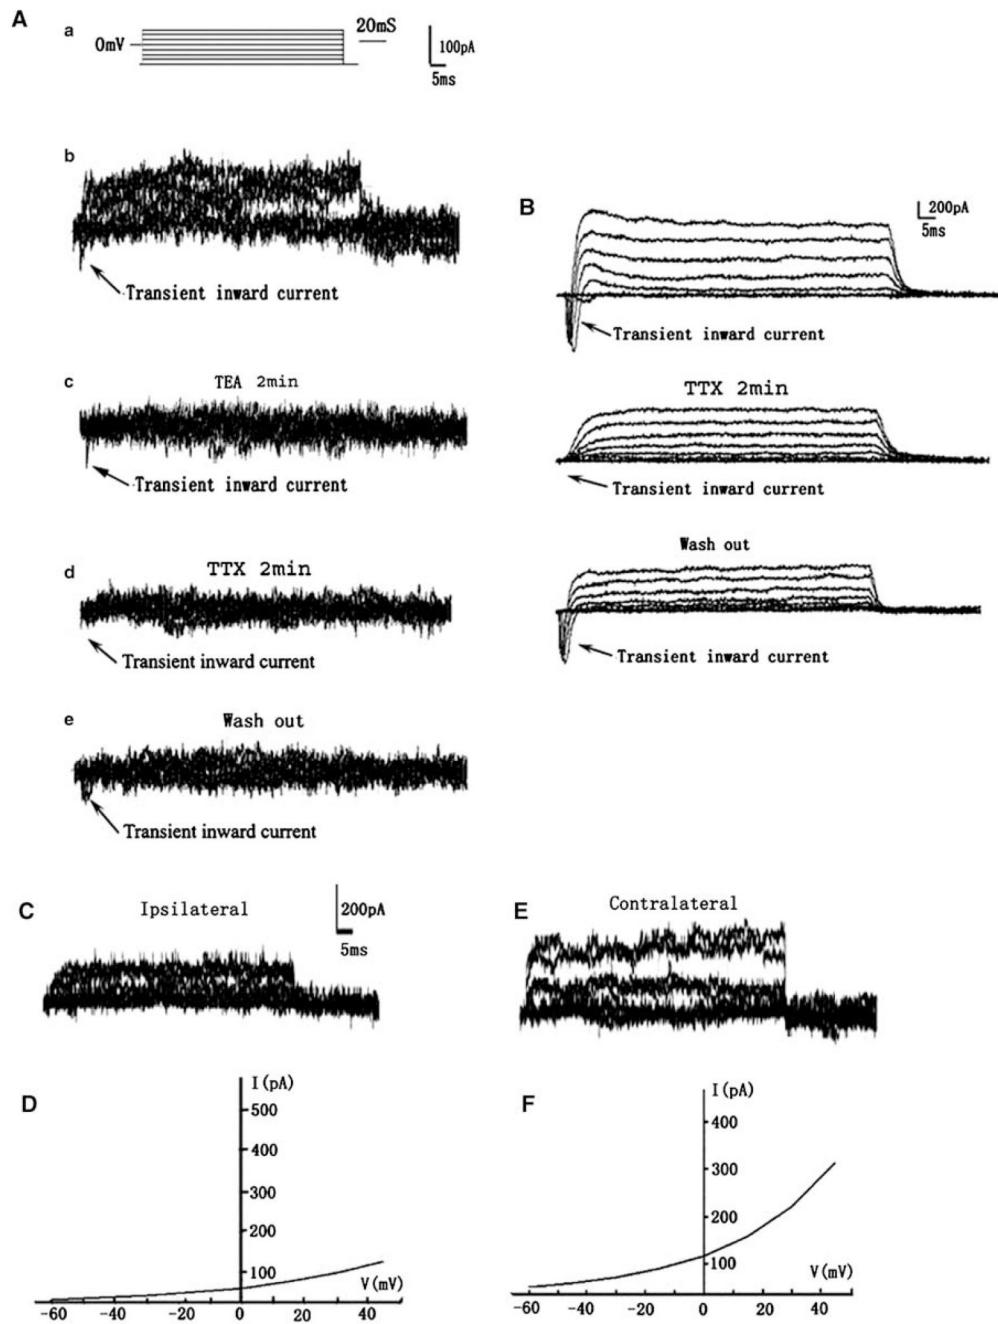 A
a
0mV
20mS
100pA
5ms
b
Transient inward current
c
TEA 2min
Transient inward current
d
TTX 2min
Transient inward current
e
Wash out
Transient inward current
B
200pA
5ms
Transient inward current
TTX 2min
Transient inward current
Wash out
Transient inward current
C
Ipsilateral
200pA
5ms
E
Contralateral
D
I(pA)
500
400
300
200
100
V(mV)
-60 -40 -20 0 20 40
F
I(pA)
400
300
200
100
V(mV)
-60 -40 -20 0 20 40